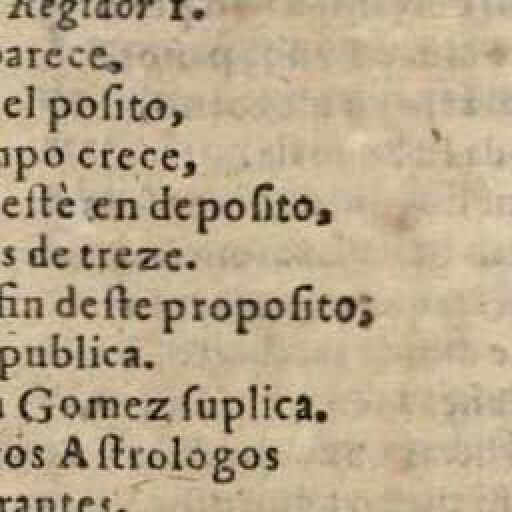 Regidor 1.
parece,
el poſito,
mpo crece,
eſtè en depoſito,
s de treze.
fin deſte propoſito;
publica.
Gomez ſuplica.
os Aſtrologos
rantes.